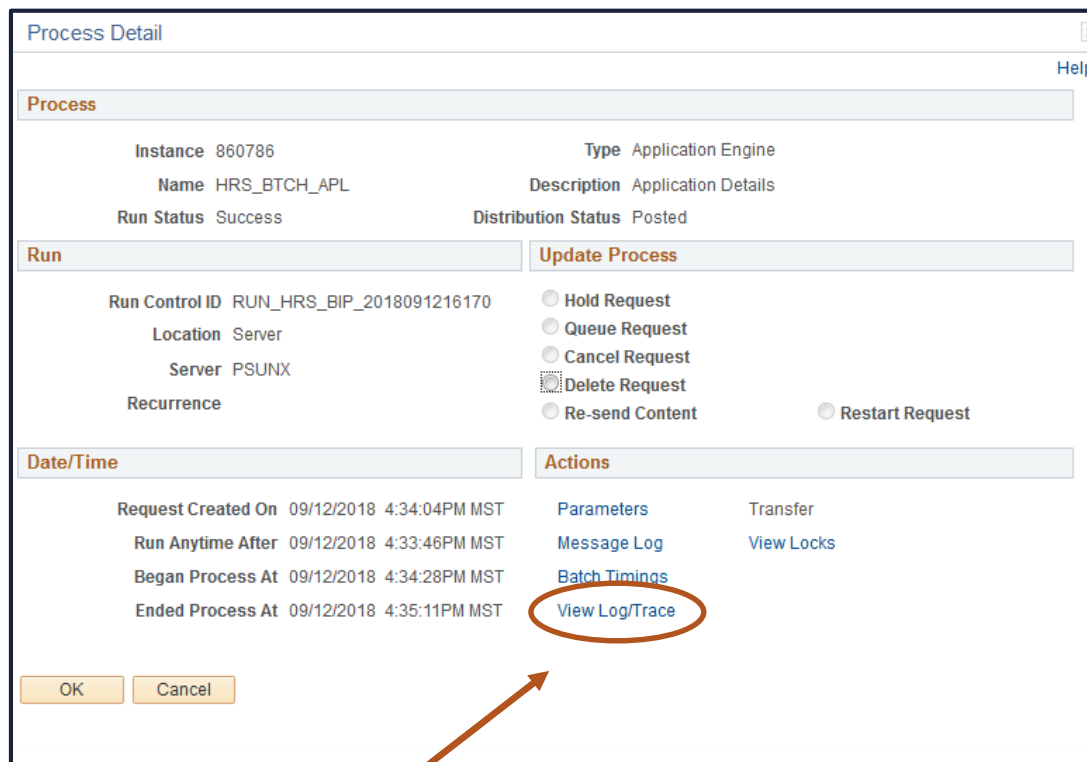 Process Detail
Help
Process
Instance 860786 Type Application Engine
Name HRS_BTCH_APL Description Application Details
Run Status Success Distribution Status Posted
Run
Run Control ID RUN_HRS_BIP_2018091216170
Location Server
Server PSUNX
Recurrence
Update Process
Hold Request
Queue Request
Cancel Request
Delete Request
Re-send Content Restart Request
Date/Time
Request Created On 09/12/2018 4:34:04PM MST
Run Anytime After 09/12/2018 4:33:46PM MST
Began Process At 09/12/2018 4:34:28PM MST
Ended Process At 09/12/2018 4:35:11PM MST
Actions
Parameters Transfer
Message Log View Locks
Batch Timings
View Log/Trace
OK Cancel